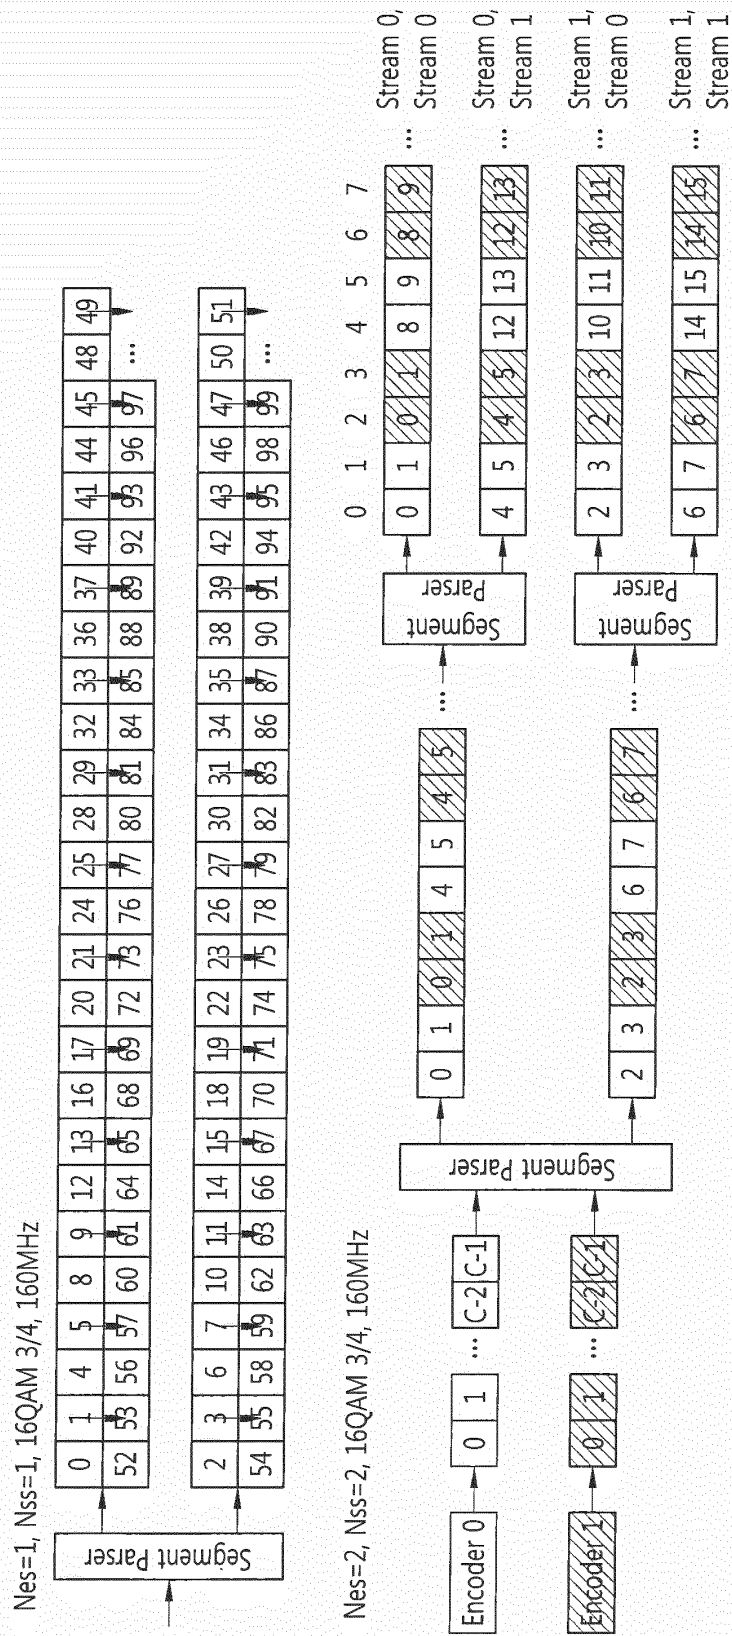 Nes=1, Nss=1, 16QAM 3/4, 160MHz
Segment Parser
0 1 4 5 8 9 12 13 16 17 20 21 24 25 28 29 32 33 36 37 40 41 44 45 48 49
52 53 56 57 60 61 64 65 68 69 72 73 76 77 80 81 84 85 88 89 92 93 96 97 ...
2 3 6 7 10 11 14 15 18 19 22 23 26 27 30 31 34 35 38 39 42 43 46 47 50 51
54 55 58 59 62 63 66 67 70 71 74 75 78 79 82 83 86 87 90 91 94 95 98 99 ...
Nes=2, Nss=2, 16QAM 3/4, 160MHz
Encoder 0
0 1 ... C-2 C-1
Encoder 1
0 1 ... C-2 C-1
Segment Parser
0 1 0 1 4 5 4 5 ...
2 3 2 3 6 7 6 7 ...
Segment
Parser
Segment
Parser
0 1 2 3 4 5 6 7
0 1 0 1 8 9 8 9 ...
Stream 0,
Stream 0
4 5 4 5 12 13 12 13 ...
Stream 0,
Stream 1
2 3 2 3 10 11 10 11 ...
Stream 1,
Stream 0
6 7 6 7 14 15 14 15 ...
Stream 1,
Stream 1